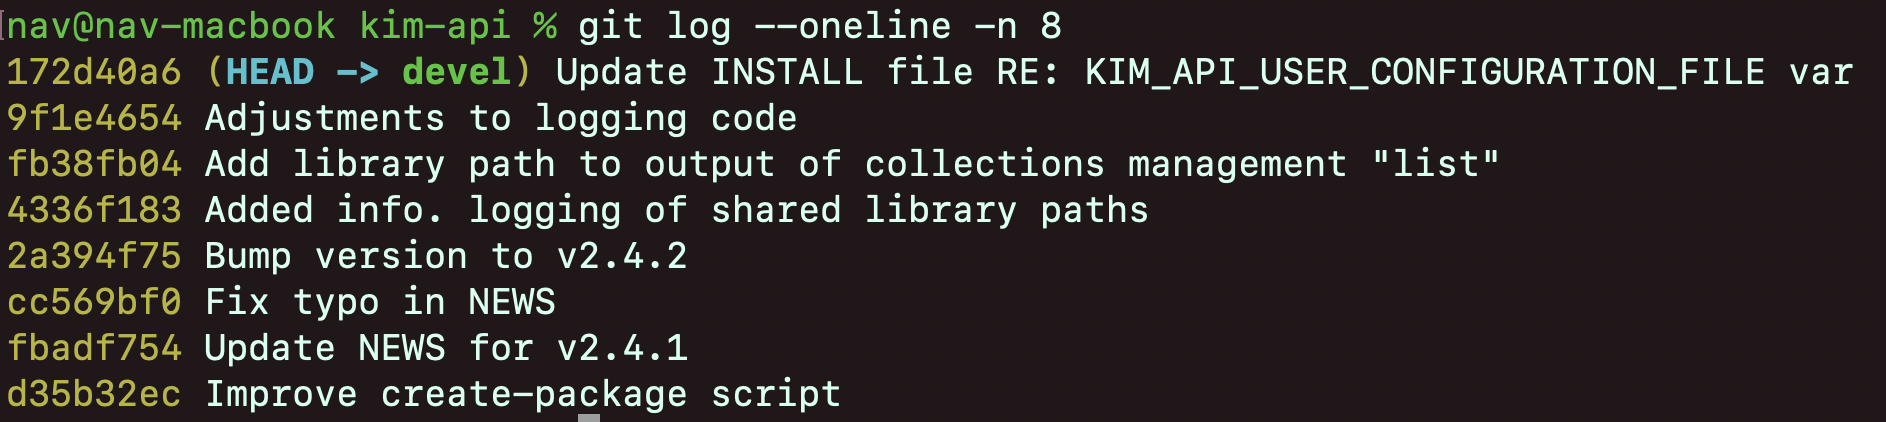 nav@nav-macbook kim-api % git log --oneline -n 8
172d40a6 (HEAD -> devel) Update INSTALL file RE: KIM_API_USER_CONFIGURATION_FILE var
9f1e4654 Adjustments to logging code
fb38fb04 Add library path to output of collections management "list"
4336f183 Added info. logging of shared library paths
2a394f75 Bump version to v2.4.2
cc569bf0 Fix typo in NEWS
fbadf754 Update NEWS for v2.4.1
d35b32ec Improve create-package script